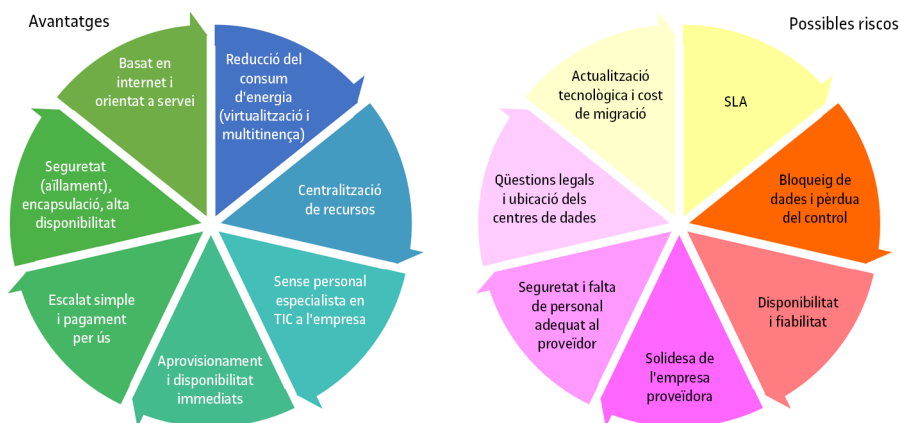 Avantatges
Reducció del
consum
d'energia
(virtualització i
multitinença)
Centralització
de recursos
Sense personal
especialista en
TIC a l'empresa
Aprovisionament
i disponibilitat
immediats
Escalat simple
i pagament
per ús
Seguretat
(aïllament),
encapsulació, alta
disponibilitat
Basat en
internet i
orientat a servei
Possibles riscos
SLA
Bloqueig de
dades i pèrdua
del control
Disponibilitat
i fiabilitat
Solidesa de
l'empresa
proveïdora
Seguretat i falta
de personal
adequat al
proveïdor
Qüestions legals
i ubicació dels
centres de dades
Actualització
tecnològica i cost
de migració